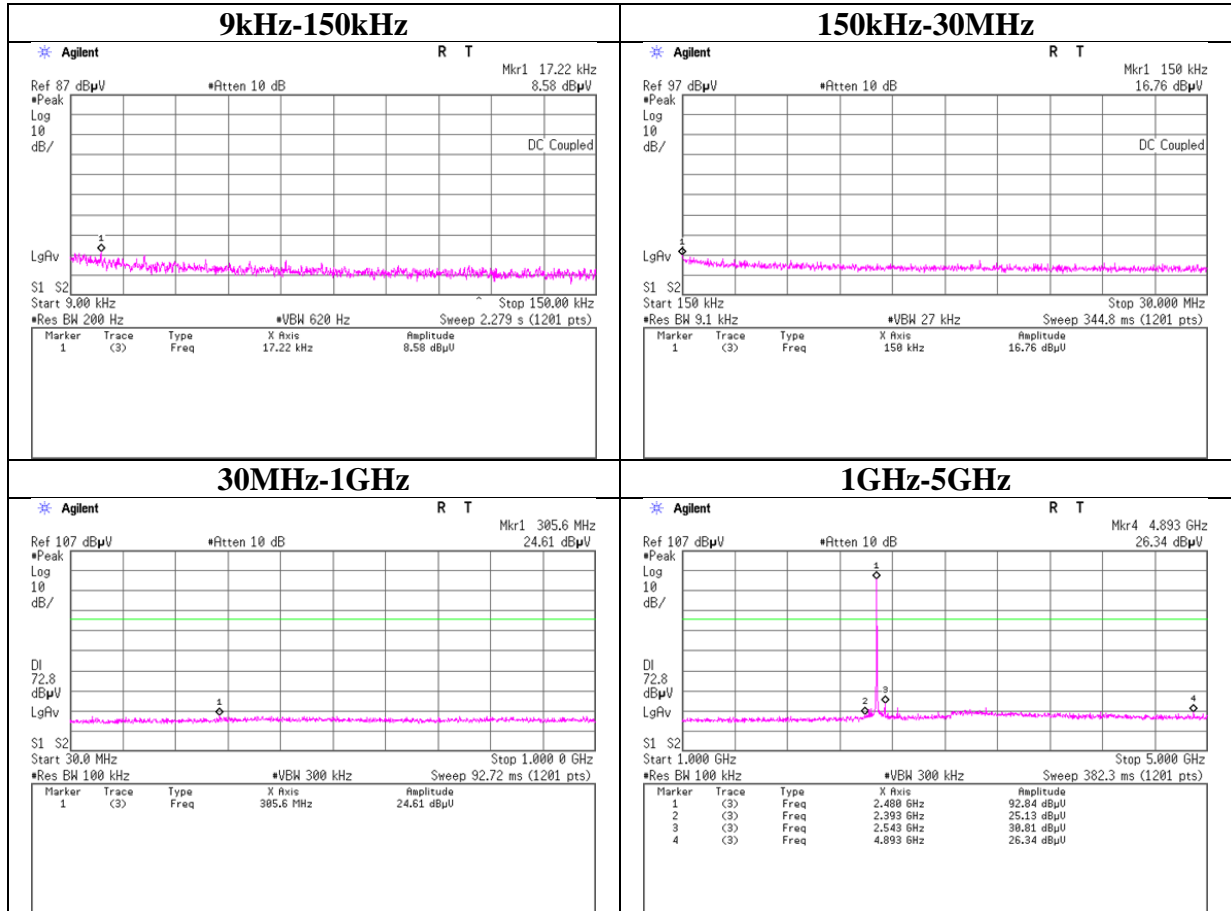 9kHz-150kHz
Agilent R T
Mkr1 17.22 kHz
Ref 87 dBµV #Atten 10 dB 8.58 dBµV
#Peak
Log
10
dB/
DC Coupled
1
LgAv
S1 S2
Start 9.00 kHz ^ Stop 150.00 kHz
#Res BW 200 Hz #VBW 620 Hz Sweep 2.279 s (1201 pts)
Marker Trace Type X Axis Amplitude
1 (3) Freq 17.22 kHz 8.58 dBµV
150kHz-30MHz
Agilent R T
Mkr1 150 kHz
Ref 97 dBµV #Atten 10 dB 16.76 dBµV
#Peak
Log
10
dB/
DC Coupled
1
LgAv
S1 S2
Start 150 kHz Stop 30.000 MHz
#Res BW 9.1 kHz #VBW 27 kHz Sweep 344.8 ms (1201 pts)
Marker Trace Type X Axis Amplitude
1 (3) Freq 150 kHz 16.76 dBµV
30MHz-1GHz
Agilent R T
Mkr1 305.6 MHz
Ref 107 dBµV #Atten 10 dB 24.61 dBµV
#Peak
Log
10
dB/
DI
72.8
dBµV
1
LgAv
S1 S2
Start 30.0 MHz Stop 1.000 0 GHz
#Res BW 100 kHz #VBW 300 kHz Sweep 92.72 ms (1201 pts)
Marker Trace Type X Axis Amplitude
1 (3) Freq 305.6 MHz 24.61 dBµV
1GHz-5GHz
Agilent R T
Mkr4 4.893 GHz
Ref 107 dBµV #Atten 10 dB 26.34 dBµV
#Peak
Log
10
dB/
1
DI
72.8
dBµV
2 3 4
LgAv
S1 S2
Start 1.000 GHz Stop 5.000 GHz
#Res BW 100 kHz #VBW 300 kHz Sweep 382.3 ms (1201 pts)
Marker Trace Type X Axis Amplitude
1 (3) Freq 2.480 GHz 92.84 dBµV
2 (3) Freq 2.393 GHz 25.13 dBµV
3 (3) Freq 2.543 GHz 30.81 dBµV
4 (3) Freq 4.893 GHz 26.34 dBµV